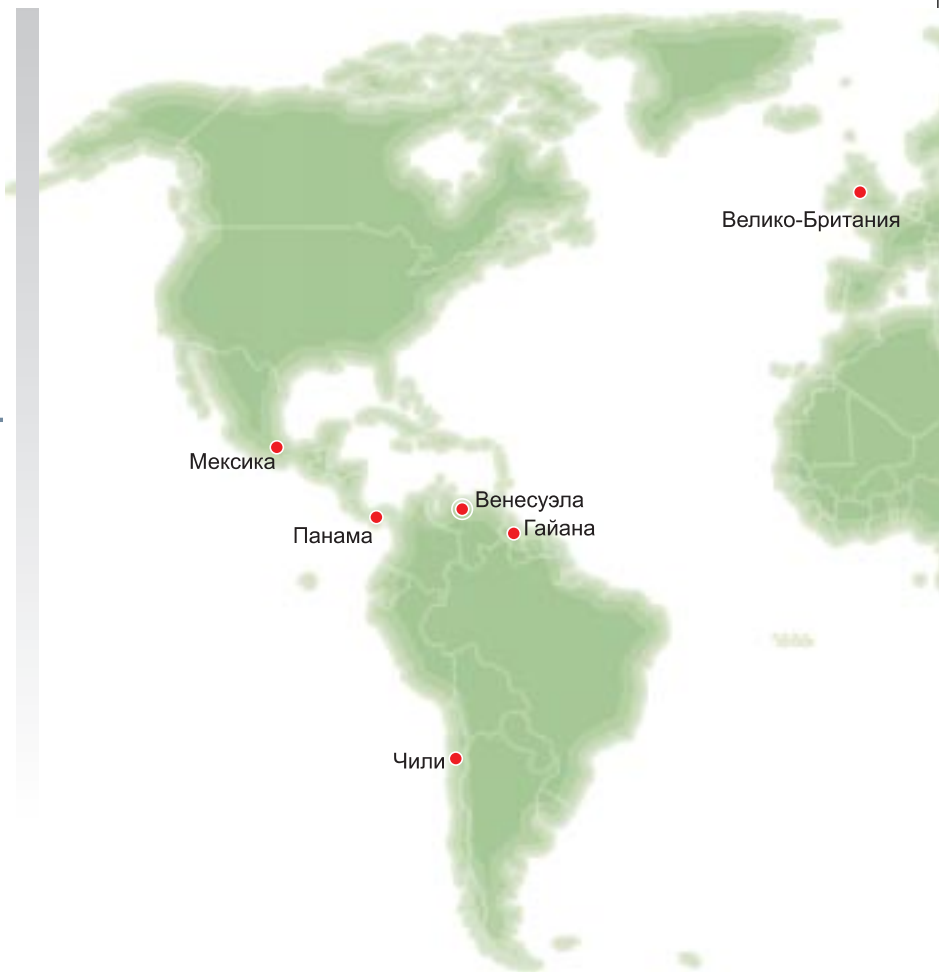 Велико-Британия
Мексика
Венесуэла
Панама
Гайана
Чили